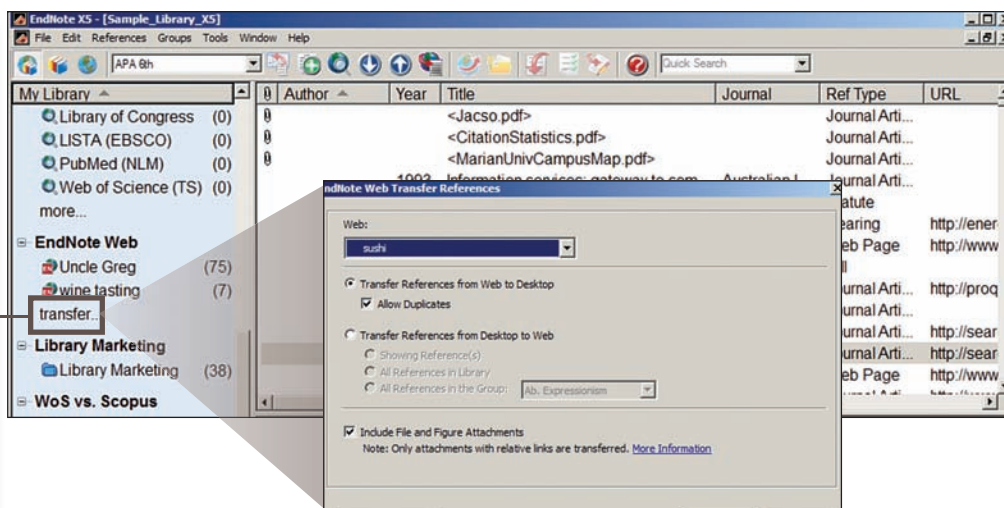 EndNote X5 - [Sample_Library_X5]
File Edit References Groups Tools Window Help
APA 6th Quick Search
My Library Author Year Title Journal Ref Type URL
Library of Congress (0) <Jacso.pdf> Journal Arti...
LISTA (EBSCO) (0) <CitationStatistics.pdf> Journal Arti...
PubMed (NLM) (0) <MarianUnivCampusMap.pdf> Journal Arti...
Web of Science (TS) (0) 1993 Information services: gateway to com... Australian L... Journal Arti...
more... atute
EndNote Web earing http://ener
Uncle Greg (75) eb Page http://www
wine tasting (7) ll
transfer... urnal Arti... http://proq
urnal Arti...
Library Marketing urnal Arti... http://sear
Library Marketing (38) urnal Arti... http://sear
eb Page http://www
WoS vs. Scopus
ndNote Web Transfer References
Web:
sushi
Transfer References from Web to Desktop
Allow Duplicates
Transfer References from Desktop to Web
Showing Reference(s)
All References in Library
All References in the Group: Ab. Expressionism
Include File and Figure Attachments
Note: Only attachments with relative links are transferred. More Information